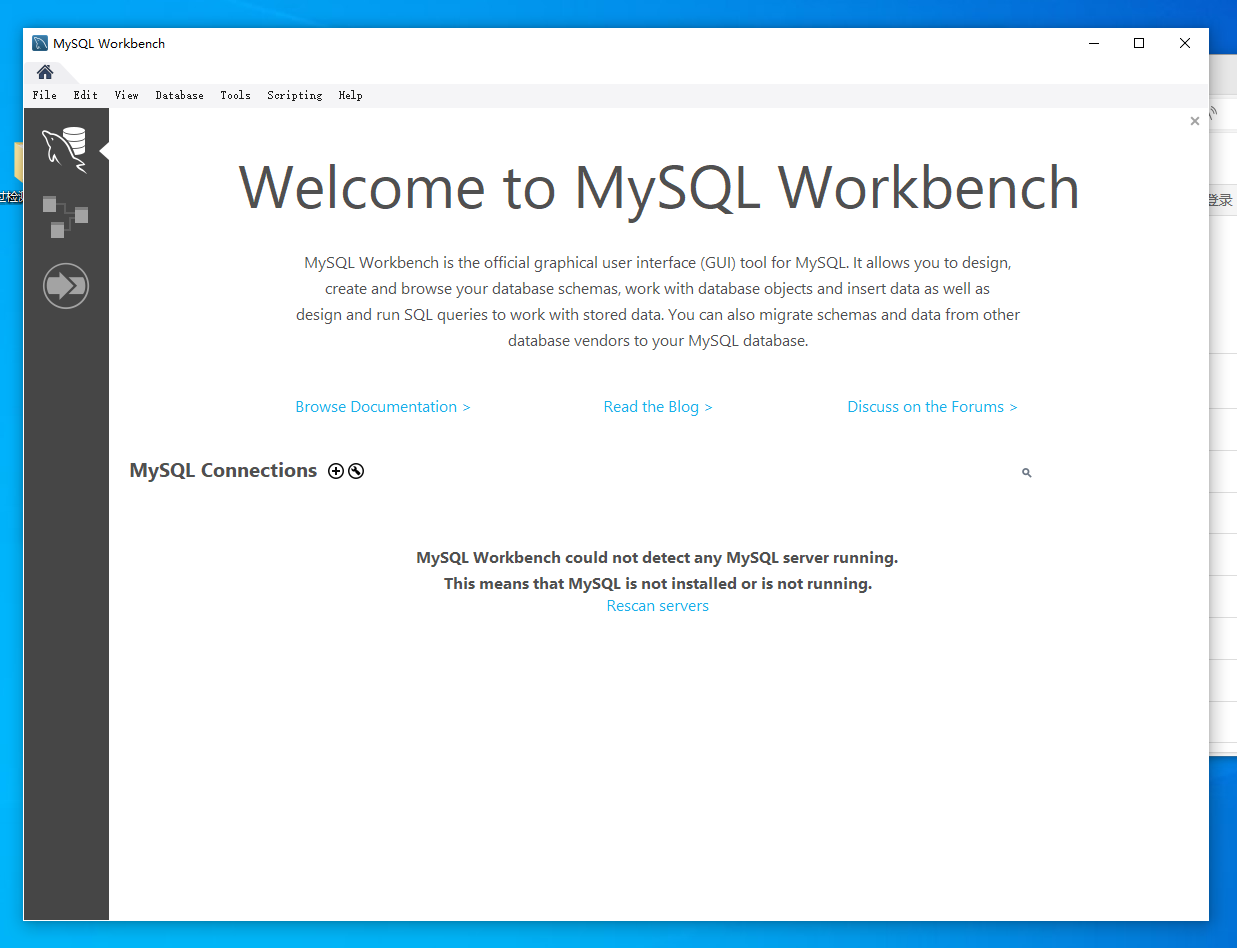 MySQL Workbench
File Edit View Database Tools Scripting Help
Welcome to MySQL Workbench
MySQL Workbench is the official graphical user interface (GUI) tool for MySQL. It allows you to design,
create and browse your database schemas, work with database objects and insert data as well as
design and run SQL queries to work with stored data. You can also migrate schemas and data from other
database vendors to your MySQL database.
Browse Documentation > Read the Blog > Discuss on the Forums >
MySQL Connections
MySQL Workbench could not detect any MySQL server running.
This means that MySQL is not installed or is not running.
Rescan servers
过检
登录